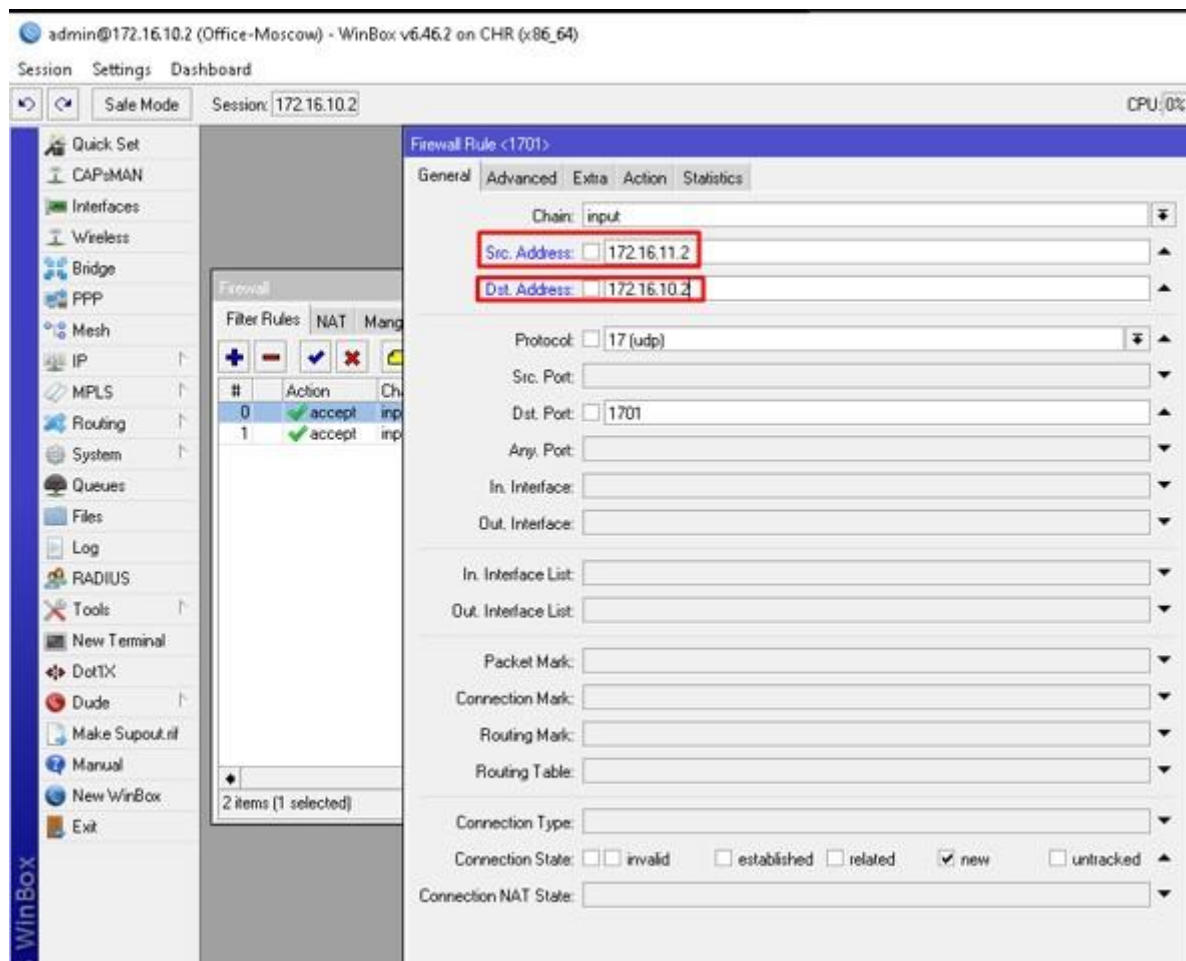 admin@172.16.10.2 (Office-Moscow) - WinBox v6.46.2 on CHR (x86_64)
Session Settings Dashboard
Safe Mode Session: 172.16.10.2 CPU: 0%
Quick Set
CAPsMAN
Interfaces
Wireless
Bridge
PPP
Mesh
IP
MPLS
Routing
System
Queues
Files
Log
RADIUS
Tools
New Terminal
Dot1X
Dude
Make Supout.rif
Manual
New WinBox
Exit
WinBox
Firewall
Filter Rules NAT Mang
# Action Ch
0 accept inp
1 accept inp
2 items (1 selected)
Firewall Rule <1701>
General Advanced Extra Action Statistics
Chain: input
Src. Address: 172.16.11.2
Dst. Address: 172.16.10.2
Protocol: 17 (udp)
Src. Port:
Dst. Port: 1701
Any. Port:
In. Interface:
Out. Interface:
In. Interface List:
Out. Interface List:
Packet Mark:
Connection Mark:
Routing Mark:
Routing Table:
Connection Type:
Connection State: invalid established related new untracked
Connection NAT State: